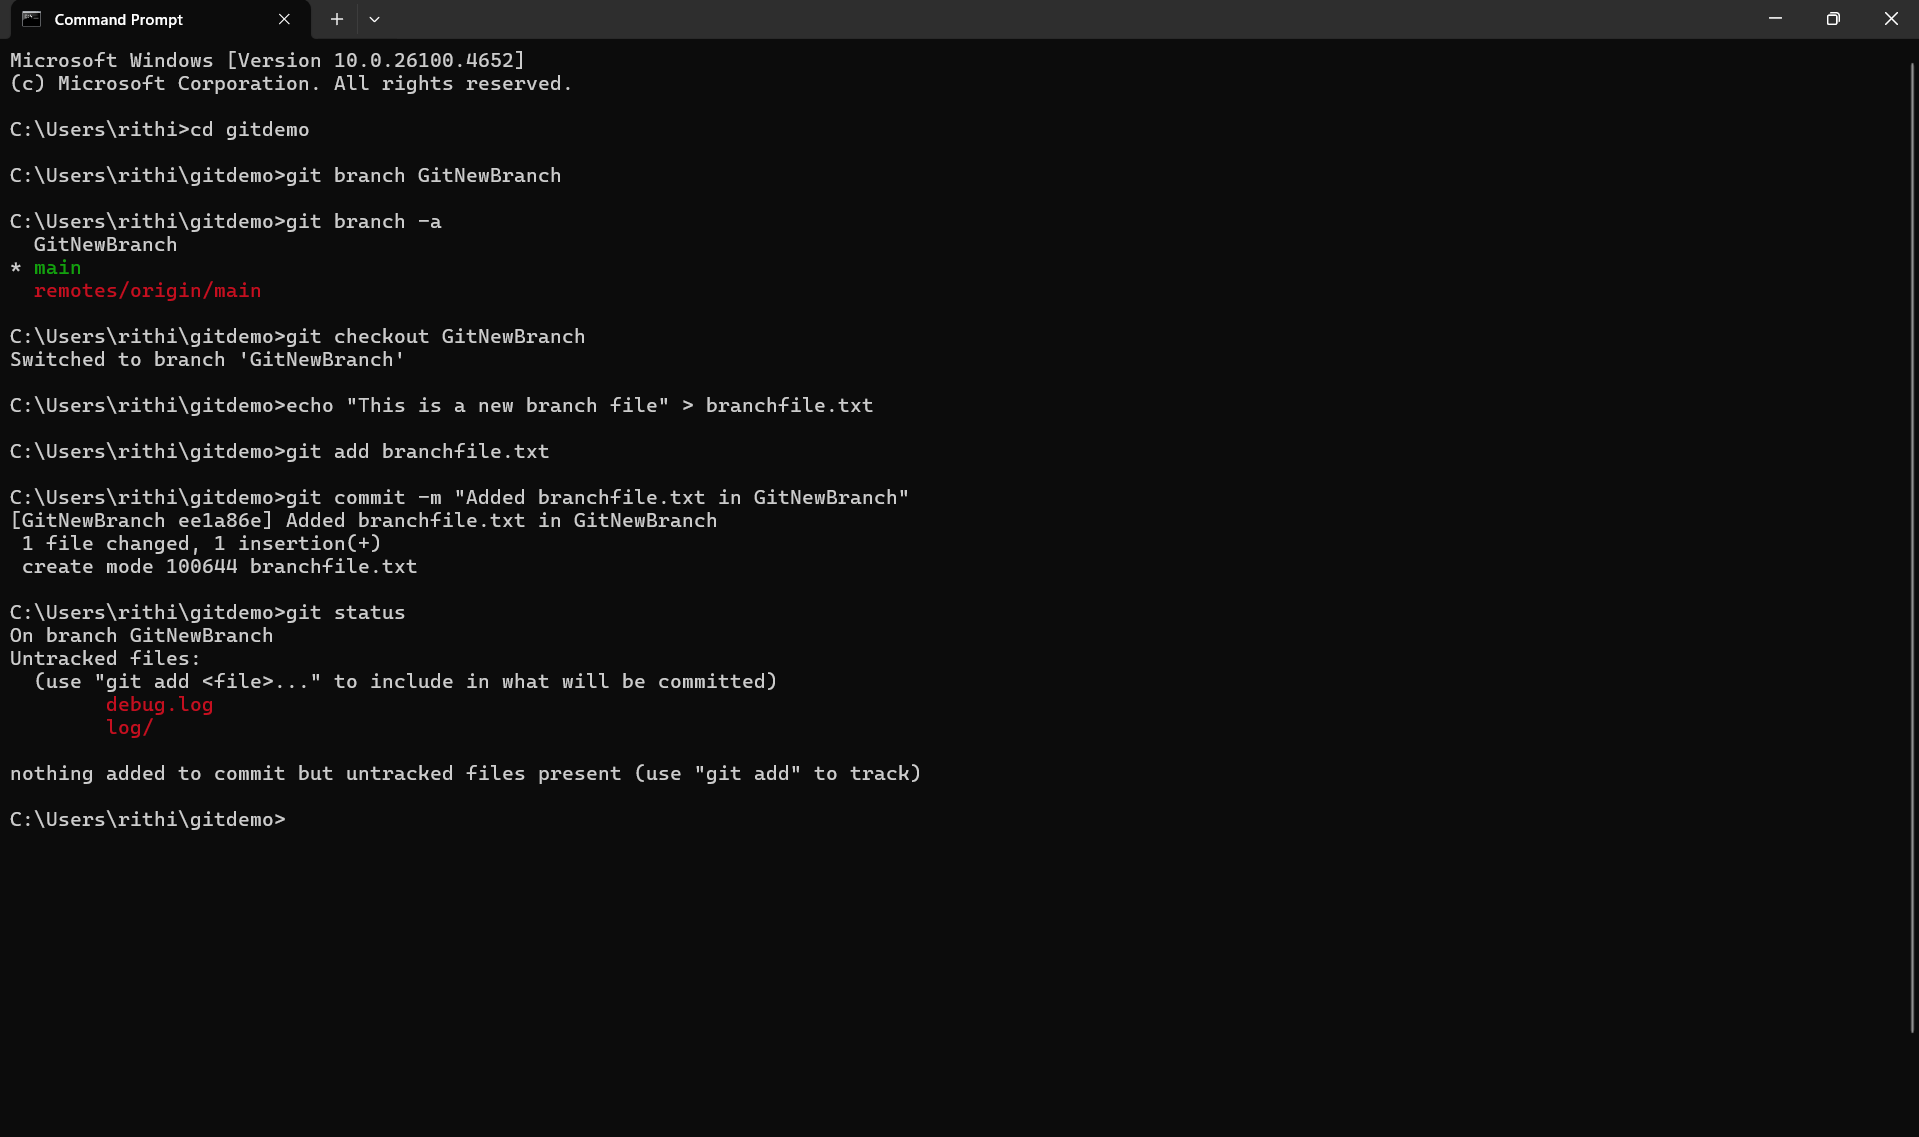 Command Prompt
Microsoft Windows [Version 10.0.26100.4652]
(c) Microsoft Corporation. All rights reserved.
C:\Users\rithi>cd gitdemo
C:\Users\rithi\gitdemo>git branch GitNewBranch
C:\Users\rithi\gitdemo>git branch -a
  GitNewBranch
* main
  remotes/origin/main
C:\Users\rithi\gitdemo>git checkout GitNewBranch
Switched to branch 'GitNewBranch'
C:\Users\rithi\gitdemo>echo "This is a new branch file" > branchfile.txt
C:\Users\rithi\gitdemo>git add branchfile.txt
C:\Users\rithi\gitdemo>git commit -m "Added branchfile.txt in GitNewBranch"
[GitNewBranch ee1a86e] Added branchfile.txt in GitNewBranch
 1 file changed, 1 insertion(+)
 create mode 100644 branchfile.txt
C:\Users\rithi\gitdemo>git status
On branch GitNewBranch
Untracked files:
  (use "git add <file>..." to include in what will be committed)
        debug.log
        log/
nothing added to commit but untracked files present (use "git add" to track)
C:\Users\rithi\gitdemo>